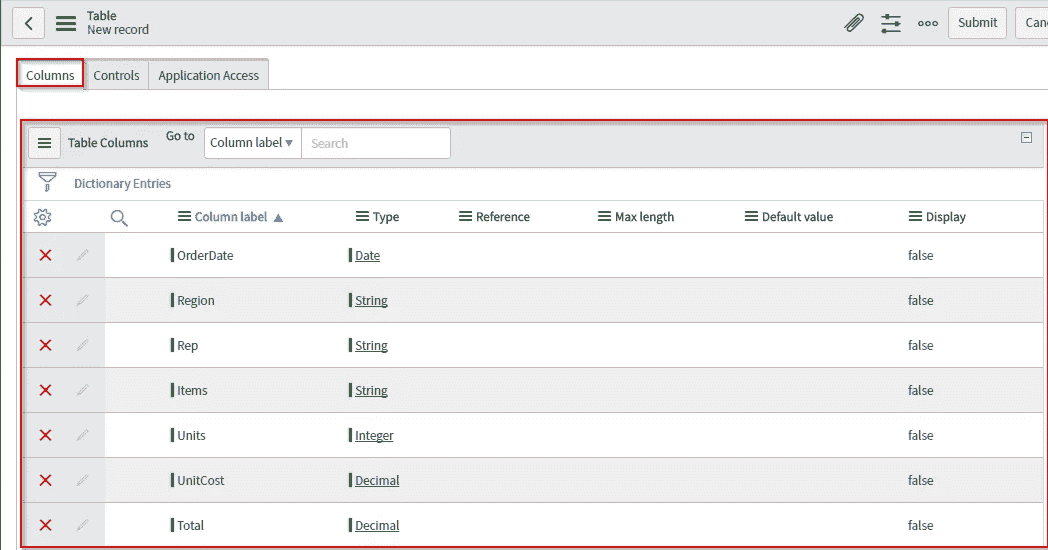 Table
New record
Submit
Can
Columns Controls Application Access
Table Columns Go to Column label Search
Dictionary Entries
Column label Type Reference Max length Default value Display
OrderDate Date false
Region String false
Rep String false
Items String false
Units Integer false
UnitCost Decimal false
Total Decimal false